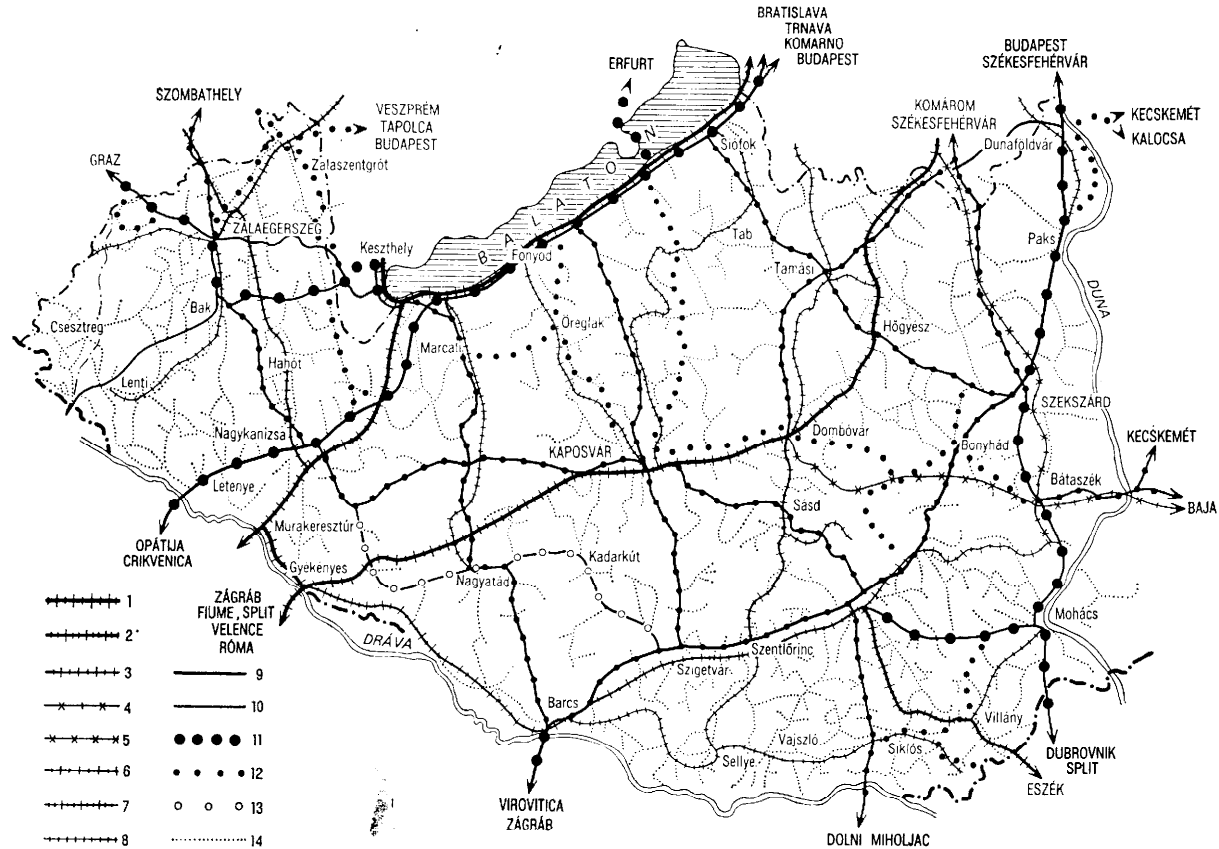 BRATISLAVA
TRNAVA
KOMARNO
BUDAPEST
ERFURT
BUDAPEST
SZÉKESFEHÉRVÁR
SZOMBATHELY
VESZPRÉM
TAPOLCA
BUDAPEST
KOMÁROM
SZÉKESFEHÉRVÁR
KECSKEMÉT
KALOCSA
GRAZ
Zalaszentgrót
Siófok
Dunaföldvár
ZALAEGERSZEG
Keszthely
BALATON
Fonyód
Tab
Tamási
Paks
DUNA
Bak
Csesztreg
Öreglak
Högyész
Marcali
Hahót
Lenti
SZEKSZÁRD
Nagykanizsa
Dombóvár
Bonyhád
KECSKEMÉT
KAPOSVÁR
Letenye
Bátaszék
BAJA
Murakeresztúr
Sásd
OPÁTIJA
CRIKVENICA
Gyékényes
Nagyatád
Kadarkút
ZÁGRÁB
FIUME, SPLIT
VELENCE
RÓMA
DRÁVA
Mohács
Szentlőrinc
Szigetvár
Barcs
Villány
Vajszló
Siklós
Sellye
DUBROVNIK
SPLIT
ESZÉK
VIROVITICA
ZÁGRÁB
DOLNI MIHOLJAC
1
2
3
4
5
6
7
8
9
10
11
12
13
14